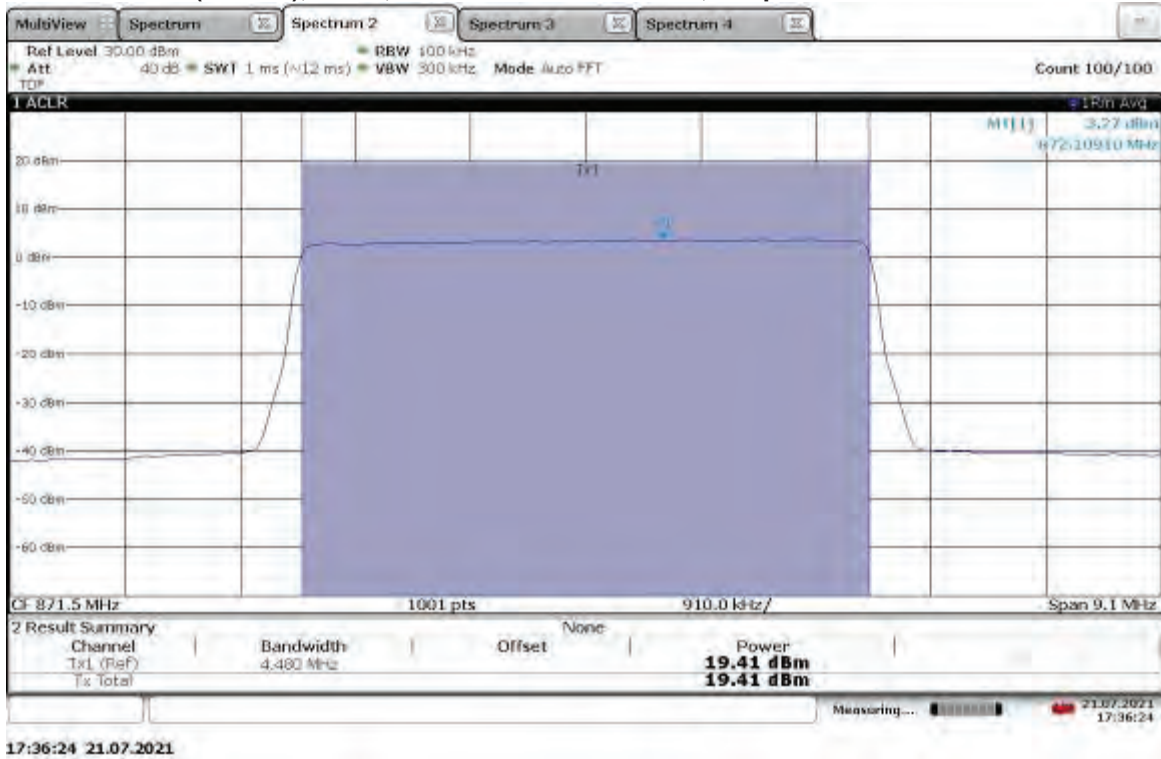 MultiView Spectrum Spectrum 2 Spectrum 3 Spectrum 4
Ref Level 30.00 dBm RBW 100 kHz
Att 40 dB SWT 1 ms (~12 ms) VBW 300 kHz Mode Auto FFT Count 100/100
TDF
1 ACLR 1Rm Avg
M1[1] 3.27 dBm
872.10910 MHz
20 dBm
Tx1
10 dBm
M1
0 dBm
-10 dBm
-20 dBm
-30 dBm
-40 dBm
-50 dBm
-60 dBm
CF 871.5 MHz 1001 pts 910.0 kHz/ Span 9.1 MHz
2 Result Summary None
Channel Bandwidth Offset Power
Tx1 (Ref) 4.480 MHz 19.41 dBm
Tx Total 19.41 dBm
Measuring.... 21.07.2021
17:36:24
17:36:24 21.07.2021